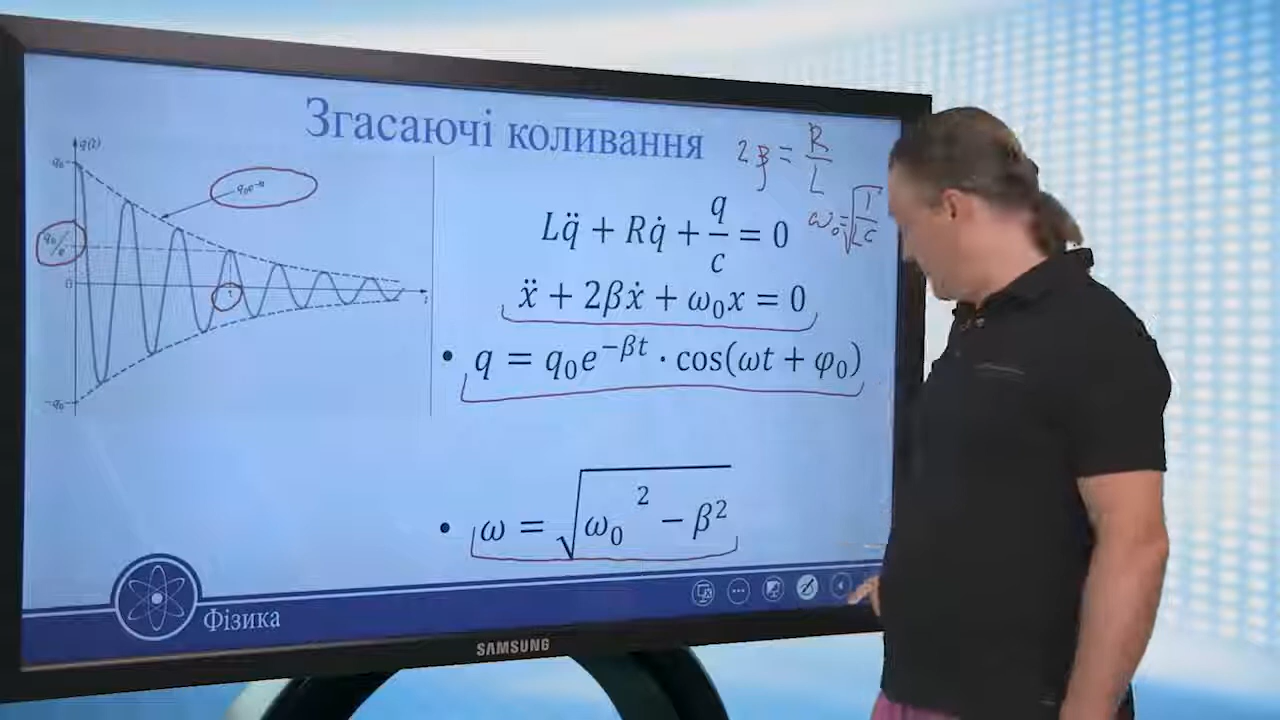 Згасаючі коливання
2β = R/L
ω₀ = √(1/LC)
q(t)
q₀
q₀e
q₀/e
0
t
-q₀
Lq̈ + Rq̇ + q/c = 0
ẍ + 2βẋ + ω₀x = 0
• q = q₀e^(−βt) · cos(ωt + φ₀)
• ω = √(ω₀² − β²)
Фізика
SAMSUNG